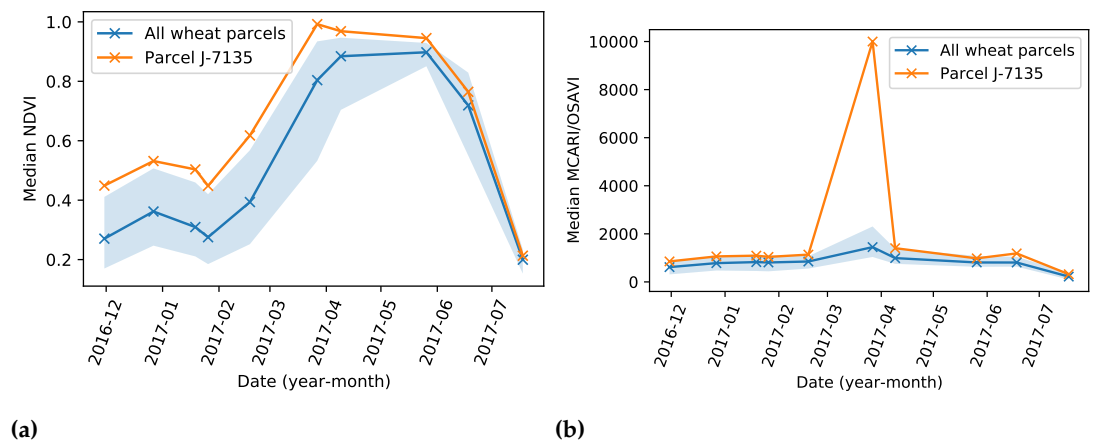 1.0
0.8
0.6
0.4
0.2
Median NDVI
All wheat parcels
Parcel J-7135
2016-12
2017-01
2017-02
2017-03
2017-04
2017-05
2017-06
2017-07
Date (year-month)
(a)
10000
8000
6000
4000
2000
0
Median MCARI/OSAVI
All wheat parcels
Parcel J-7135
2016-12
2017-01
2017-02
2017-03
2017-04
2017-05
2017-06
2017-07
Date (year-month)
(b)